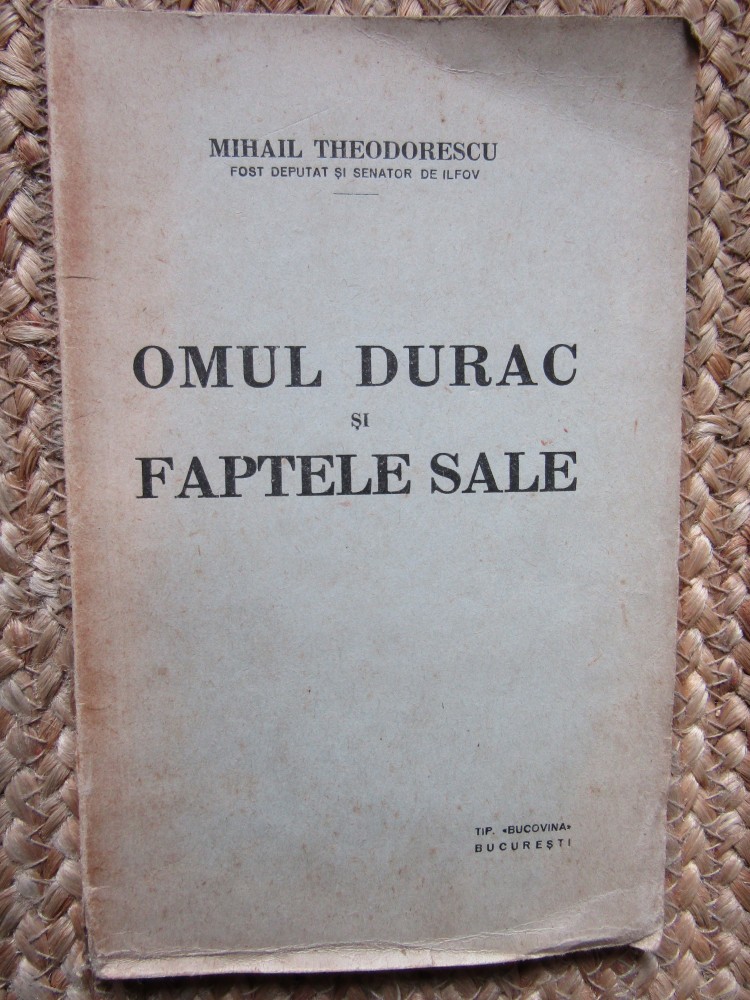 MIHAIL THEODORESCU
FOST DEPUTAT ȘI SENATOR DE ILFOV
OMUL DURAC
ȘI
FAPTELE SALE
TIP. «BUCOVINA»
BUCUREȘTI